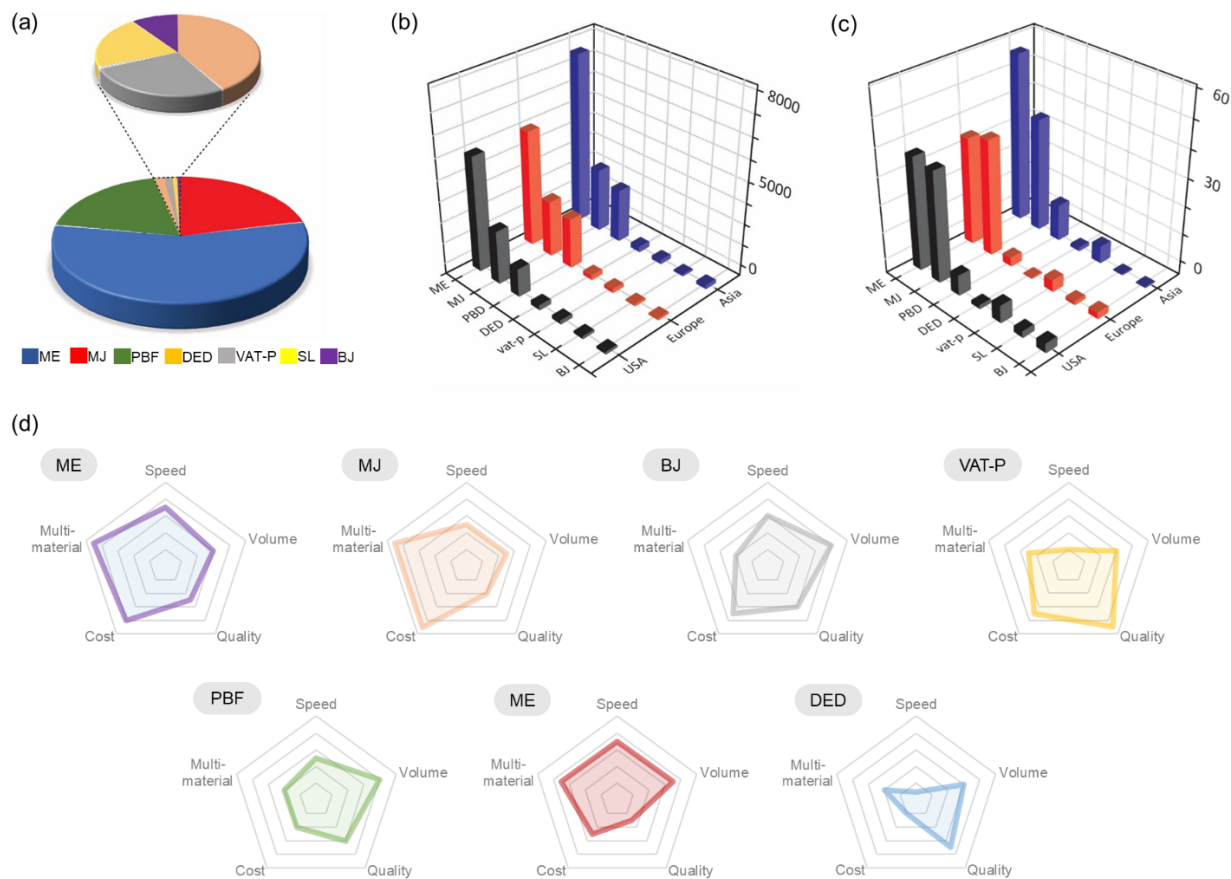 (a)
(b)
(c)
ME MJ PBF DED VAT-P SL BJ
8000
5000
0
ME
MJ
PBD
DED
vat-p
SL
BJ
USA
Europe
Asia
60
30
0
ME
MJ
PBD
DED
vat-p
SL
BJ
USA
Europe
Asia
(d)
ME
Speed
Multi-
material
Volume
Cost
Quality
MJ
Speed
Multi-
material
Volume
Cost
Quality
BJ
Speed
Multi-
material
Volume
Cost
Quality
VAT-P
Speed
Multi-
material
Volume
Cost
Quality
PBF
Speed
Multi-
material
Volume
Cost
Quality
ME
Speed
Multi-
material
Volume
Cost
Quality
DED
Speed
Multi-
material
Volume
Cost
Quality